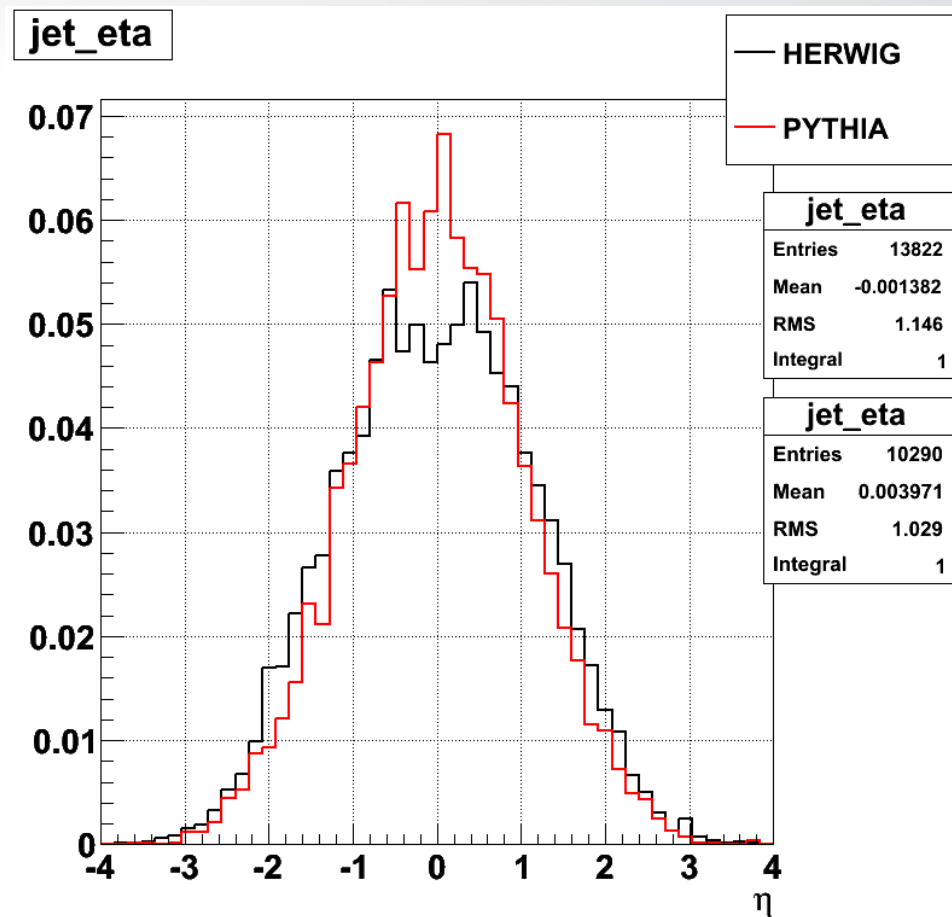 jet_eta
HERWIG
PYTHIA
jet_eta
Entries 13822
Mean -0.001382
RMS 1.146
Integral 1
jet_eta
Entries 10290
Mean 0.003971
RMS 1.029
Integral 1
0.07
0.06
0.05
0.04
0.03
0.02
0.01
0
-4 -3 -2 -1 0 1 2 3 4
η